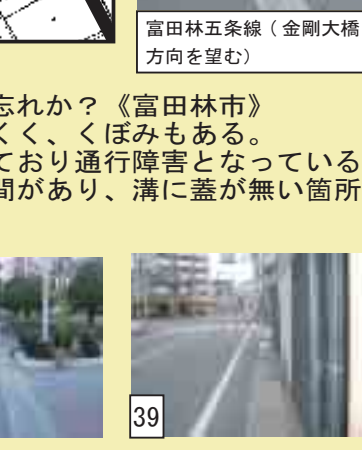 富田林五条線（金剛大橋
方向を望む）
忘れか？《富田林市》
くく、くぼみもある。
ており通行障害となっている
間があり、溝に蓋が無い箇所
39